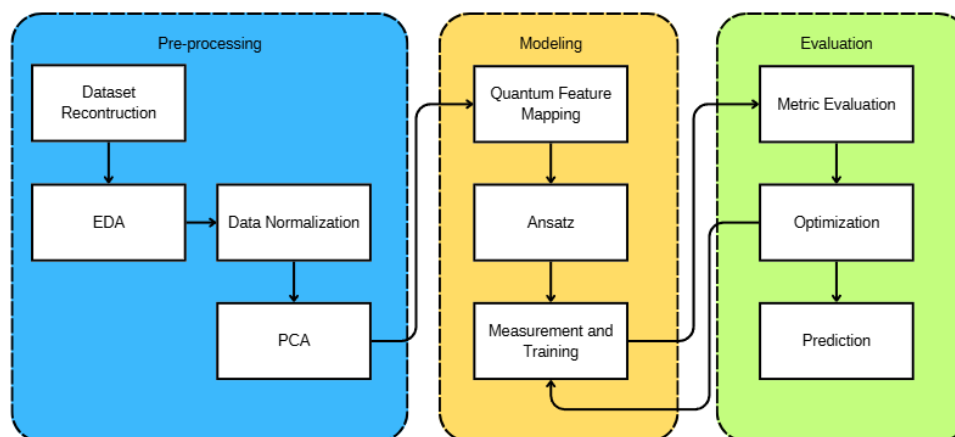 Pre-processing
Dataset
Recontruction
EDA
Data Normalization
PCA
Modeling
Quantum Feature
Mapping
Ansatz
Measurement and
Training
Evaluation
Metric Evaluation
Optimization
Prediction